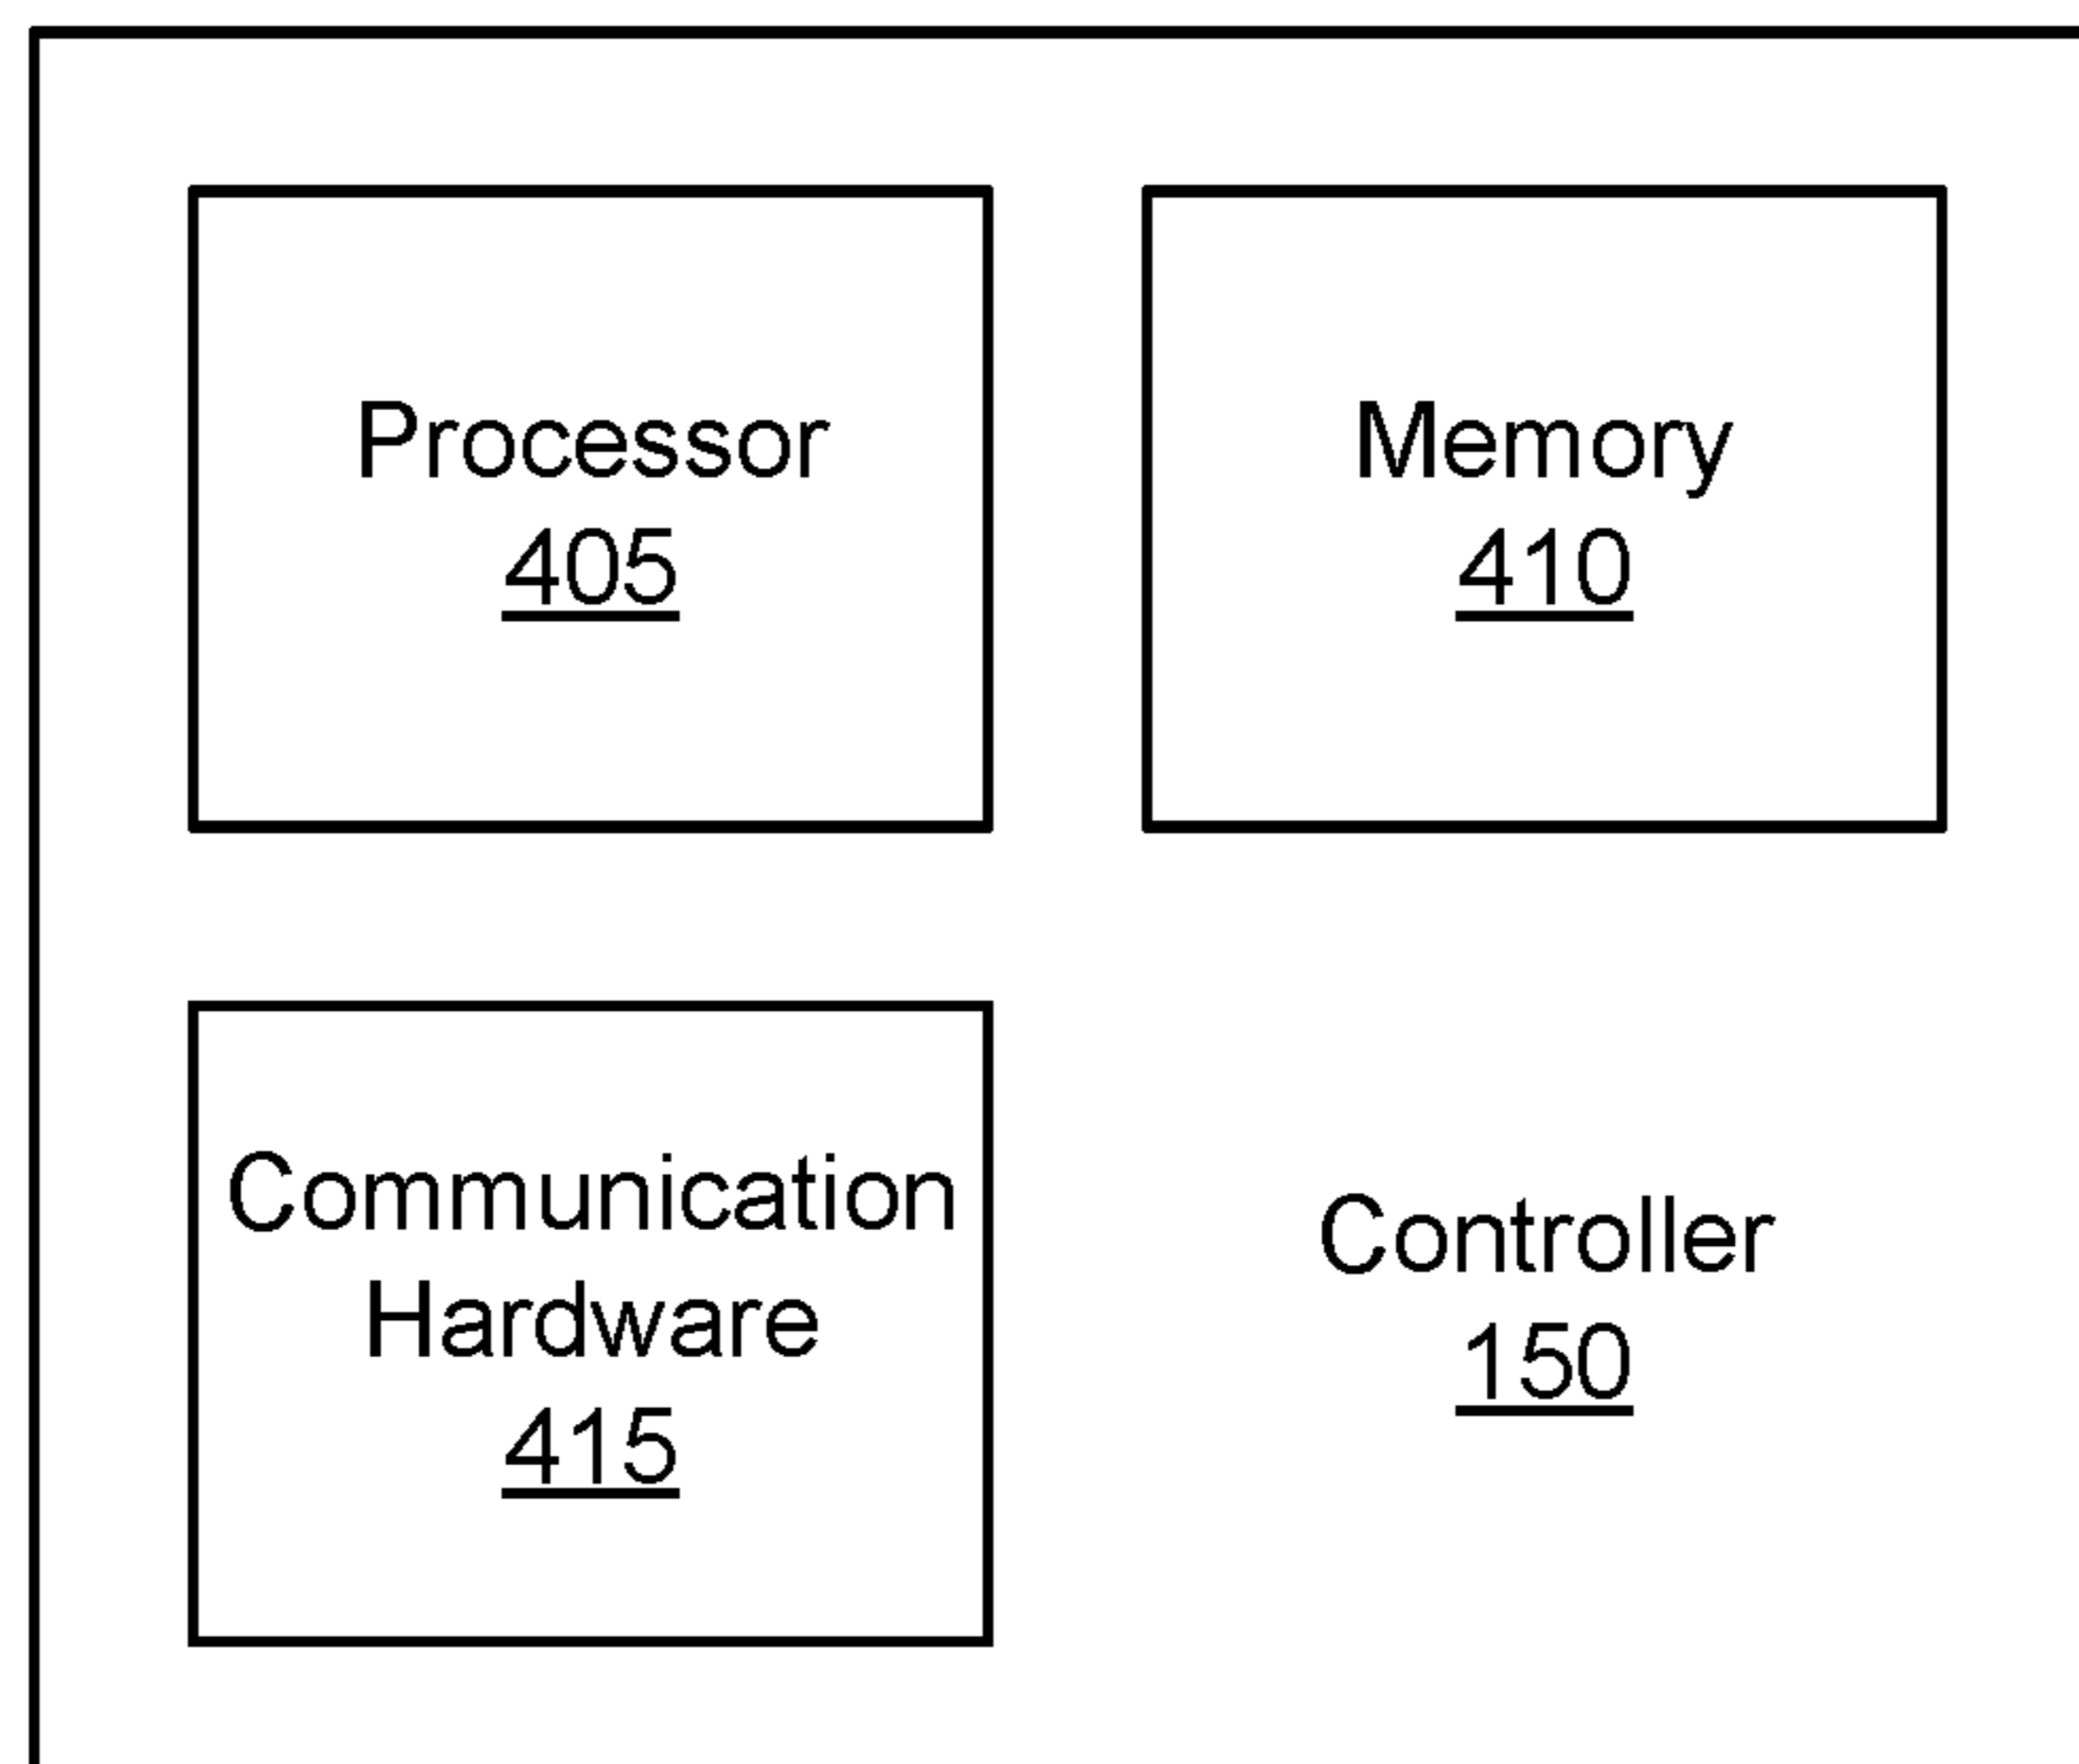 Processor
405
Memory
410
Communication
Hardware
415
Controller
150